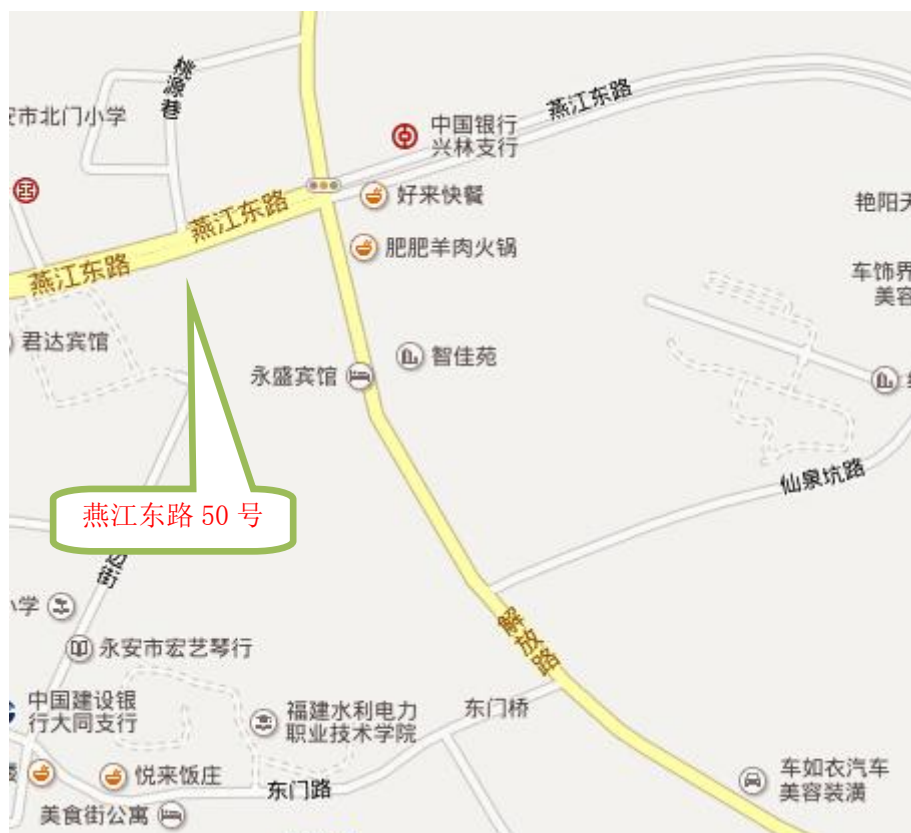 桃源巷
安市北门小学
中国银行
兴林支行
燕江东路
好来快餐
燕江东路
艳阳天
肥肥羊肉火锅
燕江东路
车饰界
美容
君达宾馆
智佳苑
永盛宾馆
仙泉坑路
燕江东路 50 号
街
小学
永安市宏艺琴行
解放路
中国建设银
行大同支行
福建水利电力
职业技术学院
东门桥
悦来饭庄
东门路
车如衣汽车
美容装潢
美食街公寓